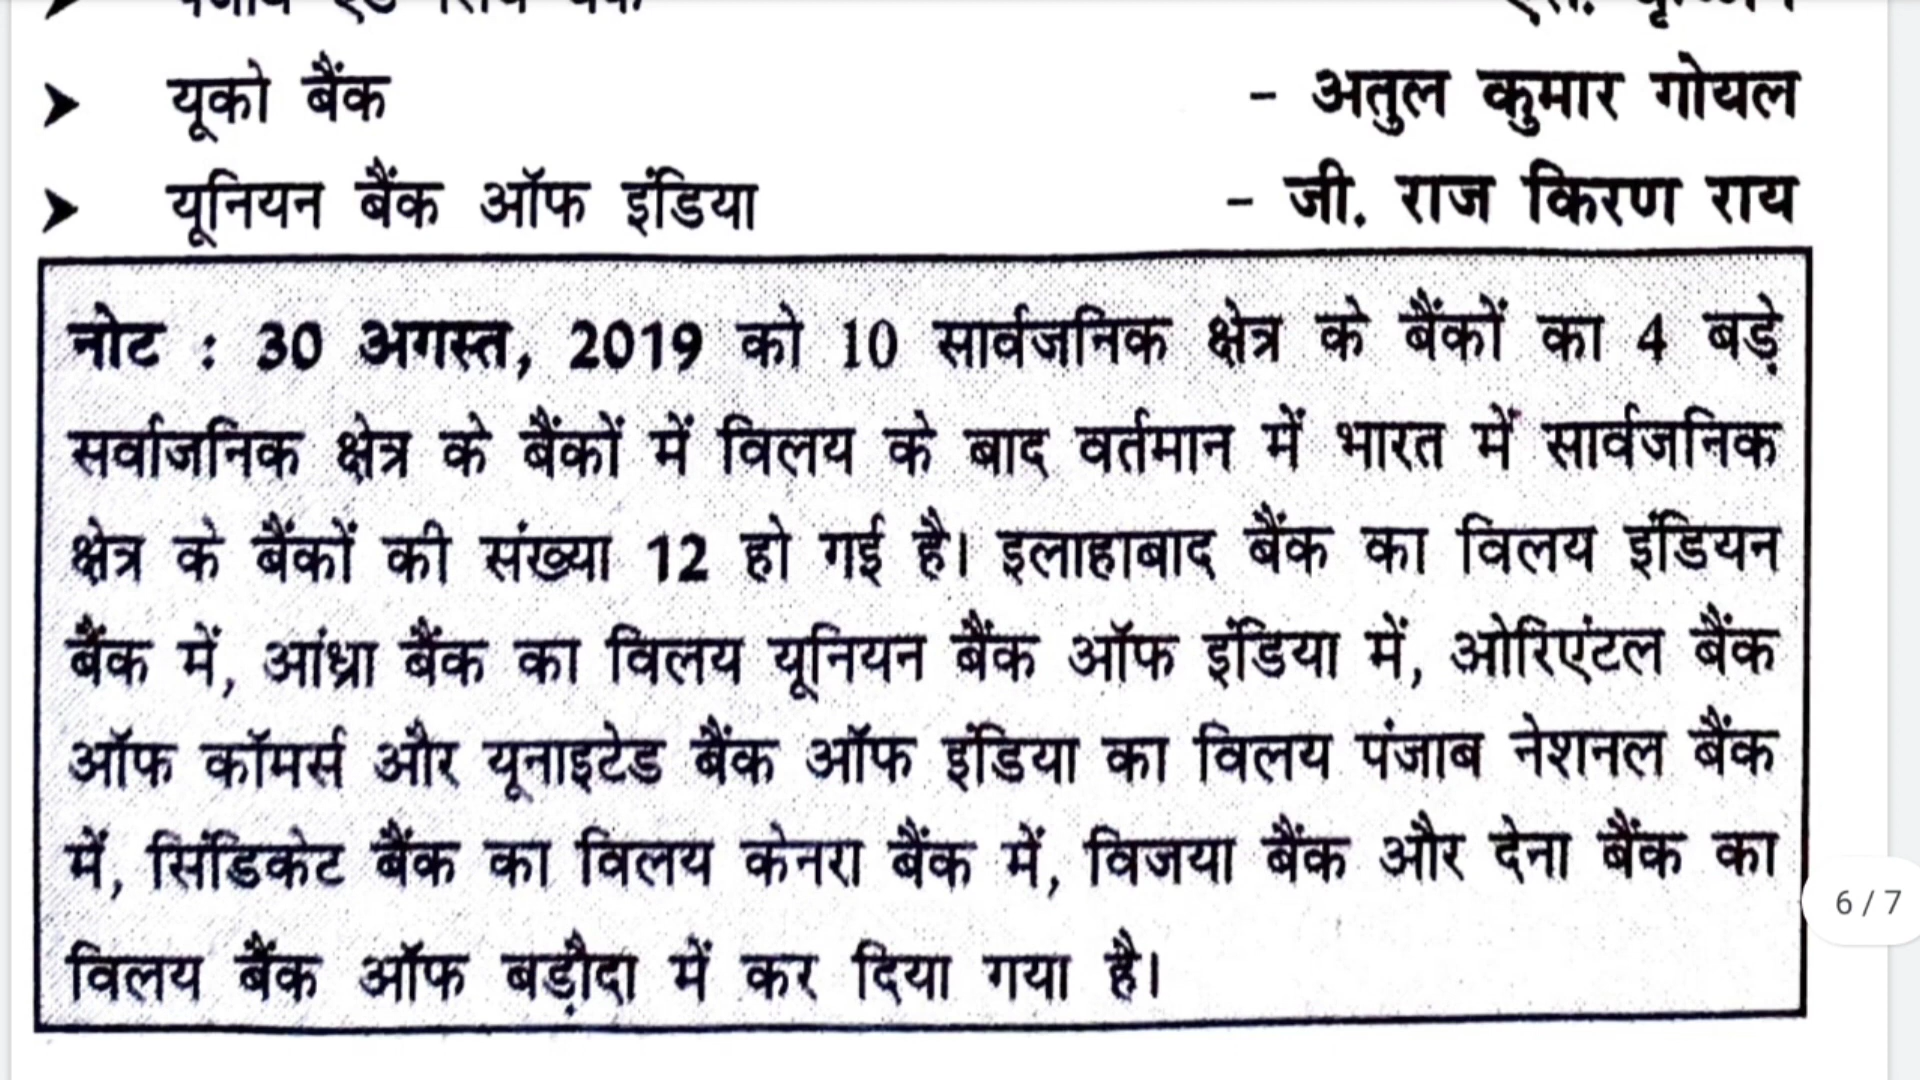 ➤ यूको बैंक - अतुल कुमार गोयल
➤ यूनियन बैंक ऑफ इंडिया - जी. राज किरण राय
नोट : 30 अगस्त, 2019 को 10 सार्वजनिक क्षेत्र के बैंकों का 4 बड़े
सर्वाजनिक क्षेत्र के बैंकों में विलय के बाद वर्तमान में भारत में सार्वजनिक
क्षेत्र के बैंकों की संख्या 12 हो गई है। इलाहाबाद बैंक का विलय इंडियन
बैंक में, आंध्रा बैंक का विलय यूनियन बैंक ऑफ इंडिया में, ओरिएंटल बैंक
ऑफ कॉमर्स और यूनाइटेड बैंक ऑफ इंडिया का विलय पंजाब नेशनल बैंक
में, सिंडिकेट बैंक का विलय केनरा बैंक में, विजया बैंक और देना बैंक का
विलय बैंक ऑफ बड़ौदा में कर दिया गया है।
6 / 7